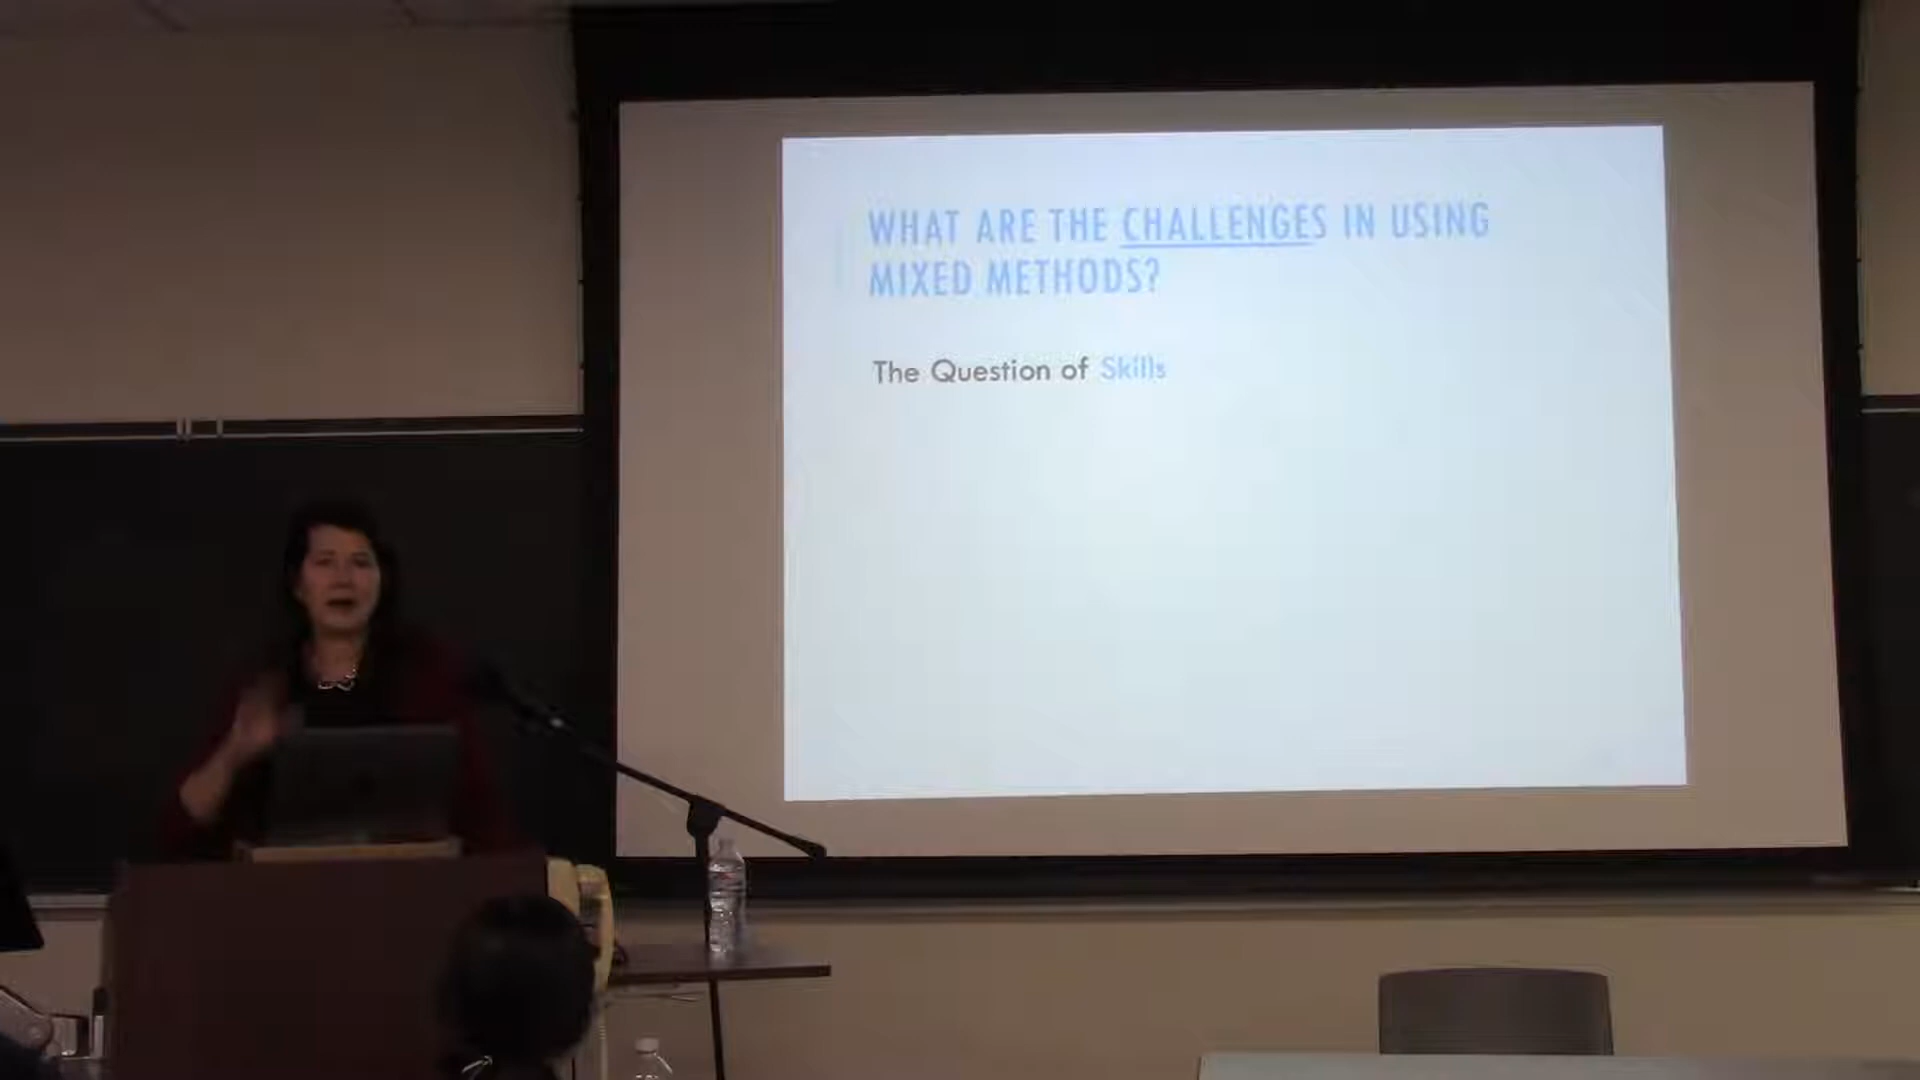 WHAT ARE THE CHALLENGES IN USING
MIXED METHODS?
The Question of Skills